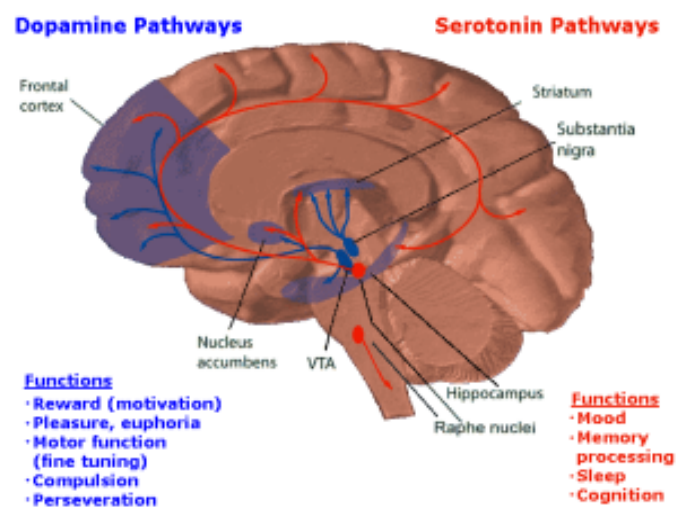 Dopamine Pathways
Serotonin Pathways
Frontal
cortex
Striatum
Substantia
nigra
Nucleus
accumbens
VTA
Hippocampus
Raphe nuclei
Functions
·Reward (motivation)
·Pleasure, euphoria
·Motor function
(fine tuning)
·Compulsion
·Perseveration
Functions
·Mood
·Memory
processing
·Sleep
·Cognition